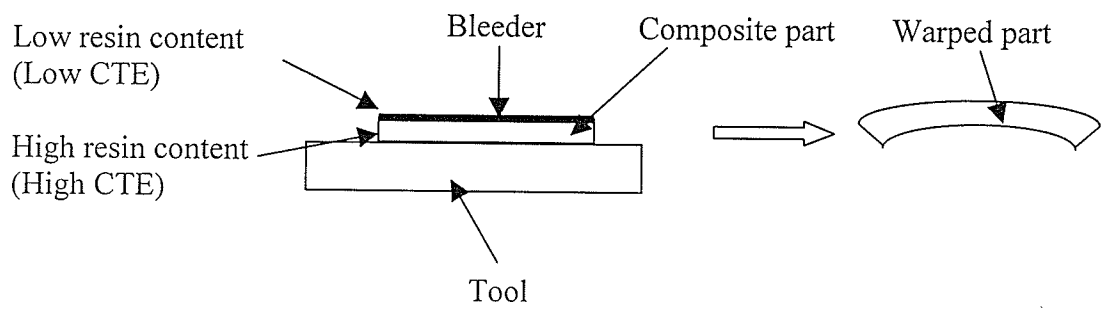 Low resin content
(Low CTE)
Bleeder
Composite part
Warped part
High resin content
(High CTE)
Tool